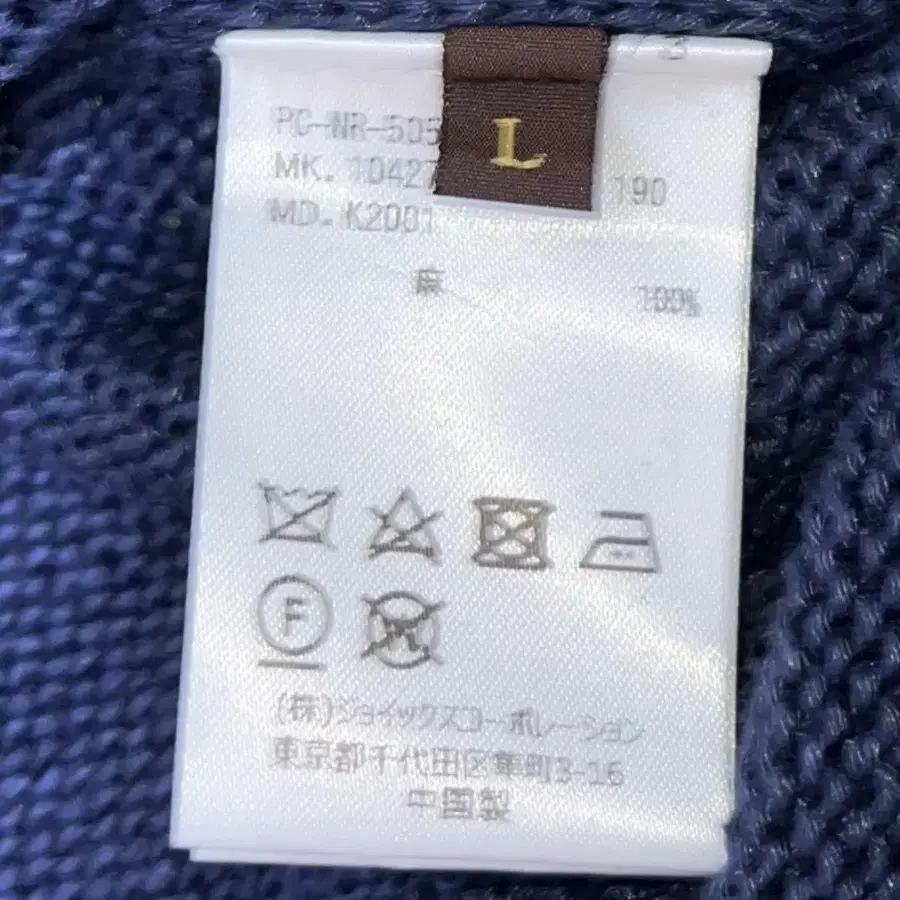 L
PC-NR-505
MK. 10427 190
MD. K2001
麻 100%
F
W
(株)ジョイックスコーポレーション
東京都千代田区隼町3-16
中国製